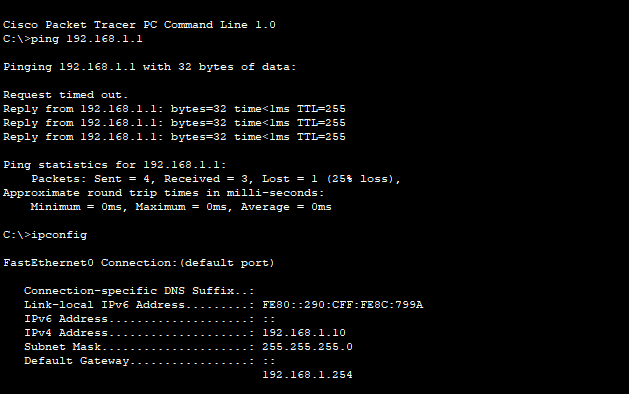 Cisco Packet Tracer PC Command Line 1.0
C:\>ping 192.168.1.1
Pinging 192.168.1.1 with 32 bytes of data:
Request timed out.
Reply from 192.168.1.1: bytes=32 time<1ms TTL=255
Reply from 192.168.1.1: bytes=32 time<1ms TTL=255
Reply from 192.168.1.1: bytes=32 time<1ms TTL=255
Ping statistics for 192.168.1.1:
Packets: Sent = 4, Received = 3, Lost = 1 (25% loss),
Approximate round trip times in milli-seconds:
Minimum = 0ms, Maximum = 0ms, Average = 0ms
C:\>ipconfig
FastEthernet0 Connection:(default port)
Connection-specific DNS Suffix..:
Link-local IPv6 Address.........: FE80::290:CFF:FE8C:799A
IPv6 Address....................: ::
IPv4 Address....................: 192.168.1.10
Subnet Mask.....................: 255.255.255.0
Default Gateway.................: ::
192.168.1.254